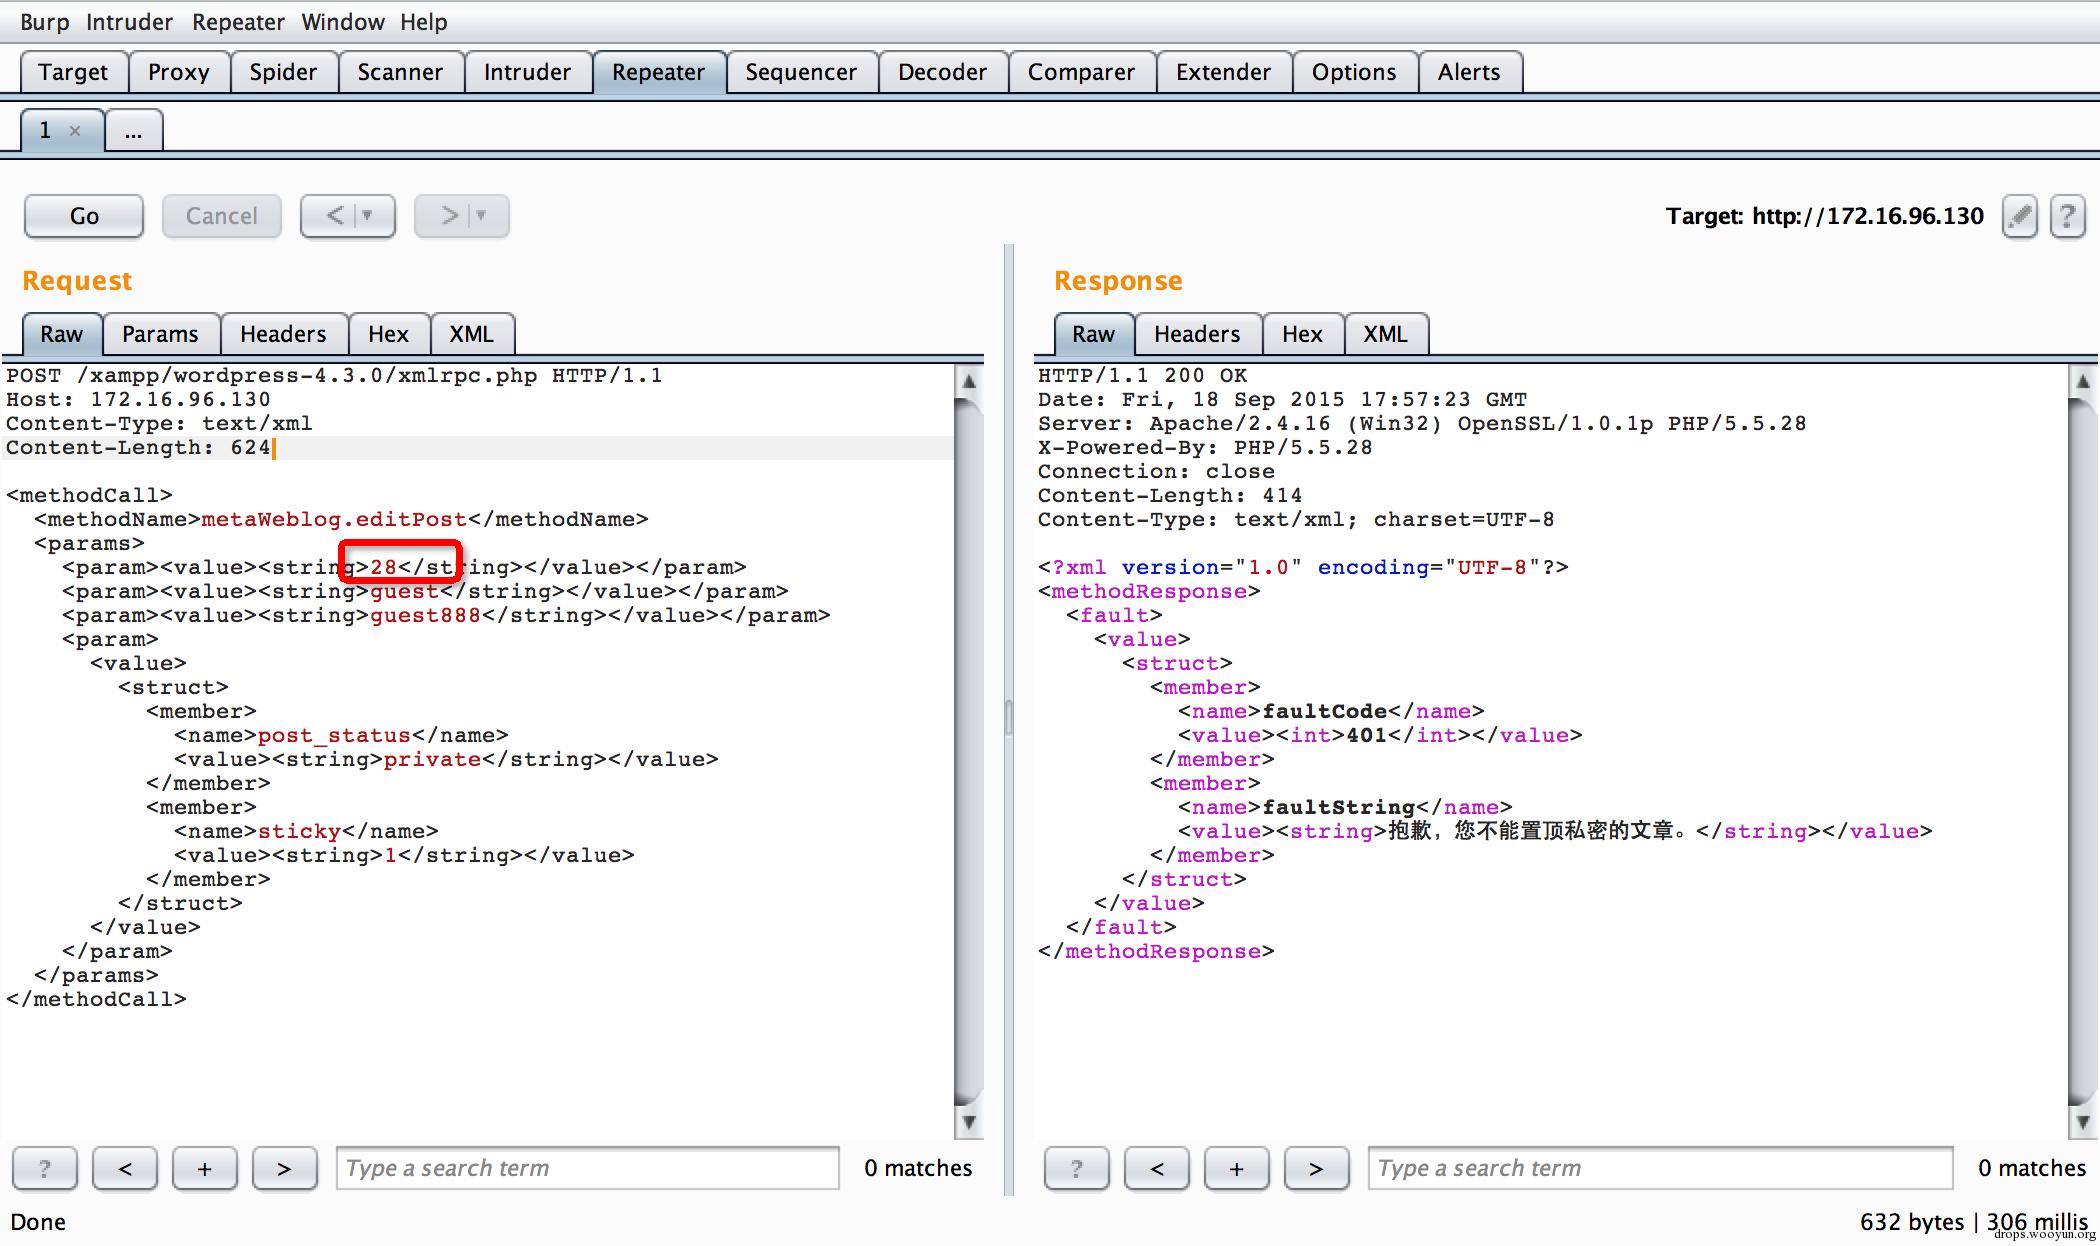 Burp Intruder Repeater Window Help
Target Proxy Spider Scanner Intruder Repeater Sequencer Decoder Comparer Extender Options Alerts
1 × ...
Go Cancel < > Target: http://172.16.96.130 ?
Request
Raw Params Headers Hex XML
POST /xampp/wordpress-4.3.0/xmlrpc.php HTTP/1.1
Host: 172.16.96.130
Content-Type: text/xml
Content-Length: 624
<methodCall>
<methodName>metaWeblog.editPost</methodName>
<params>
<param><value><string>28</string></value></param>
<param><value><string>guest</string></value></param>
<param><value><string>guest888</string></value></param>
<param>
<value>
<struct>
<member>
<name>post_status</name>
<value><string>private</string></value>
</member>
<member>
<name>sticky</name>
<value><string>1</string></value>
</member>
</struct>
</value>
</param>
</params>
</methodCall>
? < + > Type a search term 0 matches
Response
Raw Headers Hex XML
HTTP/1.1 200 OK
Date: Fri, 18 Sep 2015 17:57:23 GMT
Server: Apache/2.4.16 (Win32) OpenSSL/1.0.1p PHP/5.5.28
X-Powered-By: PHP/5.5.28
Connection: close
Content-Length: 414
Content-Type: text/xml; charset=UTF-8
<?xml version="1.0" encoding="UTF-8"?>
<methodResponse>
<fault>
<value>
<struct>
<member>
<name>faultCode</name>
<value><int>401</int></value>
</member>
<member>
<name>faultString</name>
<value><string>抱歉，您不能置顶私密的文章。</string></value>
</member>
</struct>
</value>
</fault>
</methodResponse>
? < + > Type a search term 0 matches
Done
632 bytes | 306 millis
drops.wooyun.org